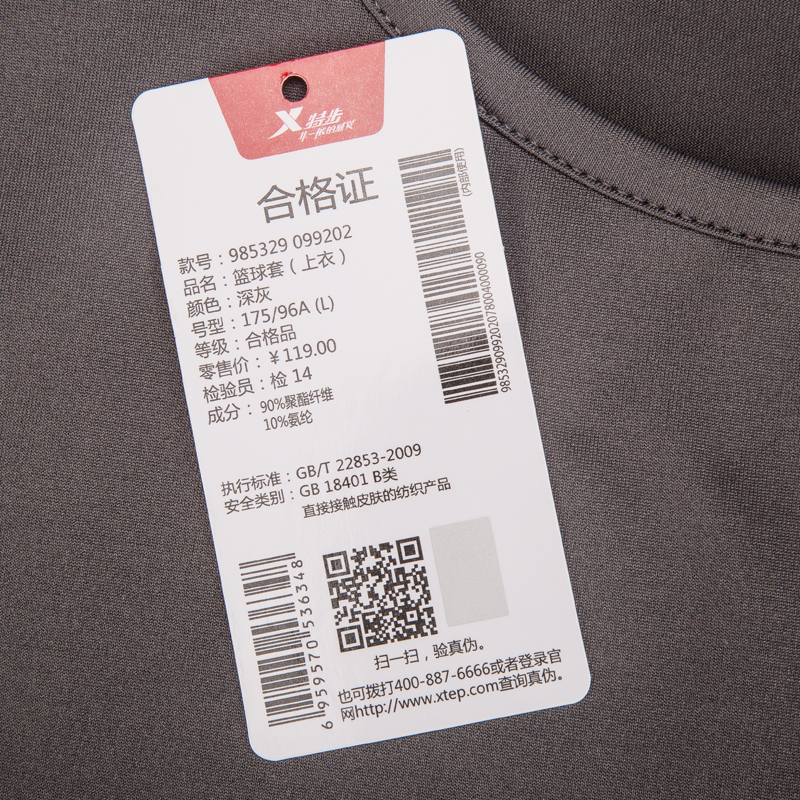 特步
非一般的感觉
合格证
(内部使用)
款号：985329 099202
品名：篮球套（上衣）
颜色：深灰
号型：175/96A (L)
等级：合格品
零售价：￥119.00
检验员：检 14
成分：90%聚酯纤维
10%氨纶
98532909920207800400009​0
执行标准：GB/T 22853-2009
安全类别：GB 18401 B类
直接接触皮肤的纺织产品
6 959570 536348
扫一扫，验真伪。
也可拨打400-887-6666或者登录官
网http://www.xtep.com查询真伪。